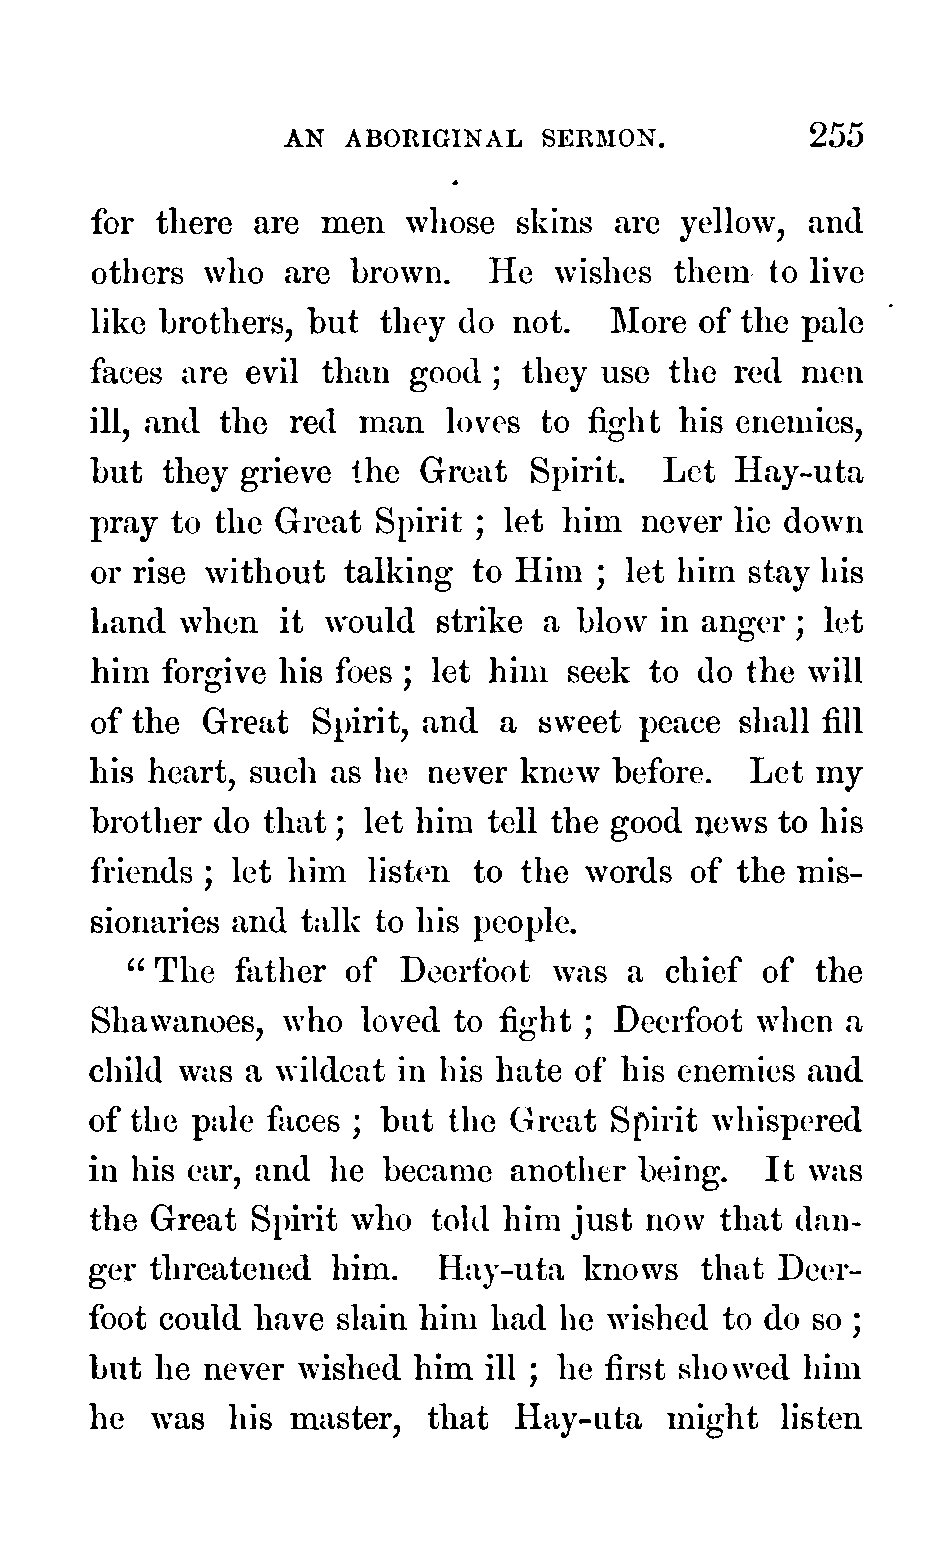 AN ABORIGINAL SERMON. 255
for there are men whose skins are yellow, and
others who are brown. He wishes them to live
like brothers, but they do not. More of the pale
faces are evil than good ; they use the red men
ill, and the red man loves to fight his enemies,
but they grieve the Great Spirit. Let Hay-uta
pray to the Great Spirit ; let him never lie down
or rise without talking to Him ; let him stay his
hand when it would strike a blow in anger ; let
him forgive his foes ; let him seek to do the will
of the Great Spirit, and a sweet peace shall fill
his heart, such as he never knew before. Let my
brother do that ; let him tell the good news to his
friends ; let him listen to the words of the mis-
sionaries and talk to his people.
“ The father of Deerfoot was a chief of the
Shawanoes, who loved to fight ; Deerfoot when a
child was a wildcat in his hate of his enemies and
of the pale faces ; but the Great Spirit whispered
in his ear, and he became another being. It was
the Great Spirit who told him just now that dan-
ger threatened him. Hay-uta knows that Deer-
foot could have slain him had he wished to do so ;
but he never wished him ill ; he first showed him
he was his master, that Hay-uta might listen